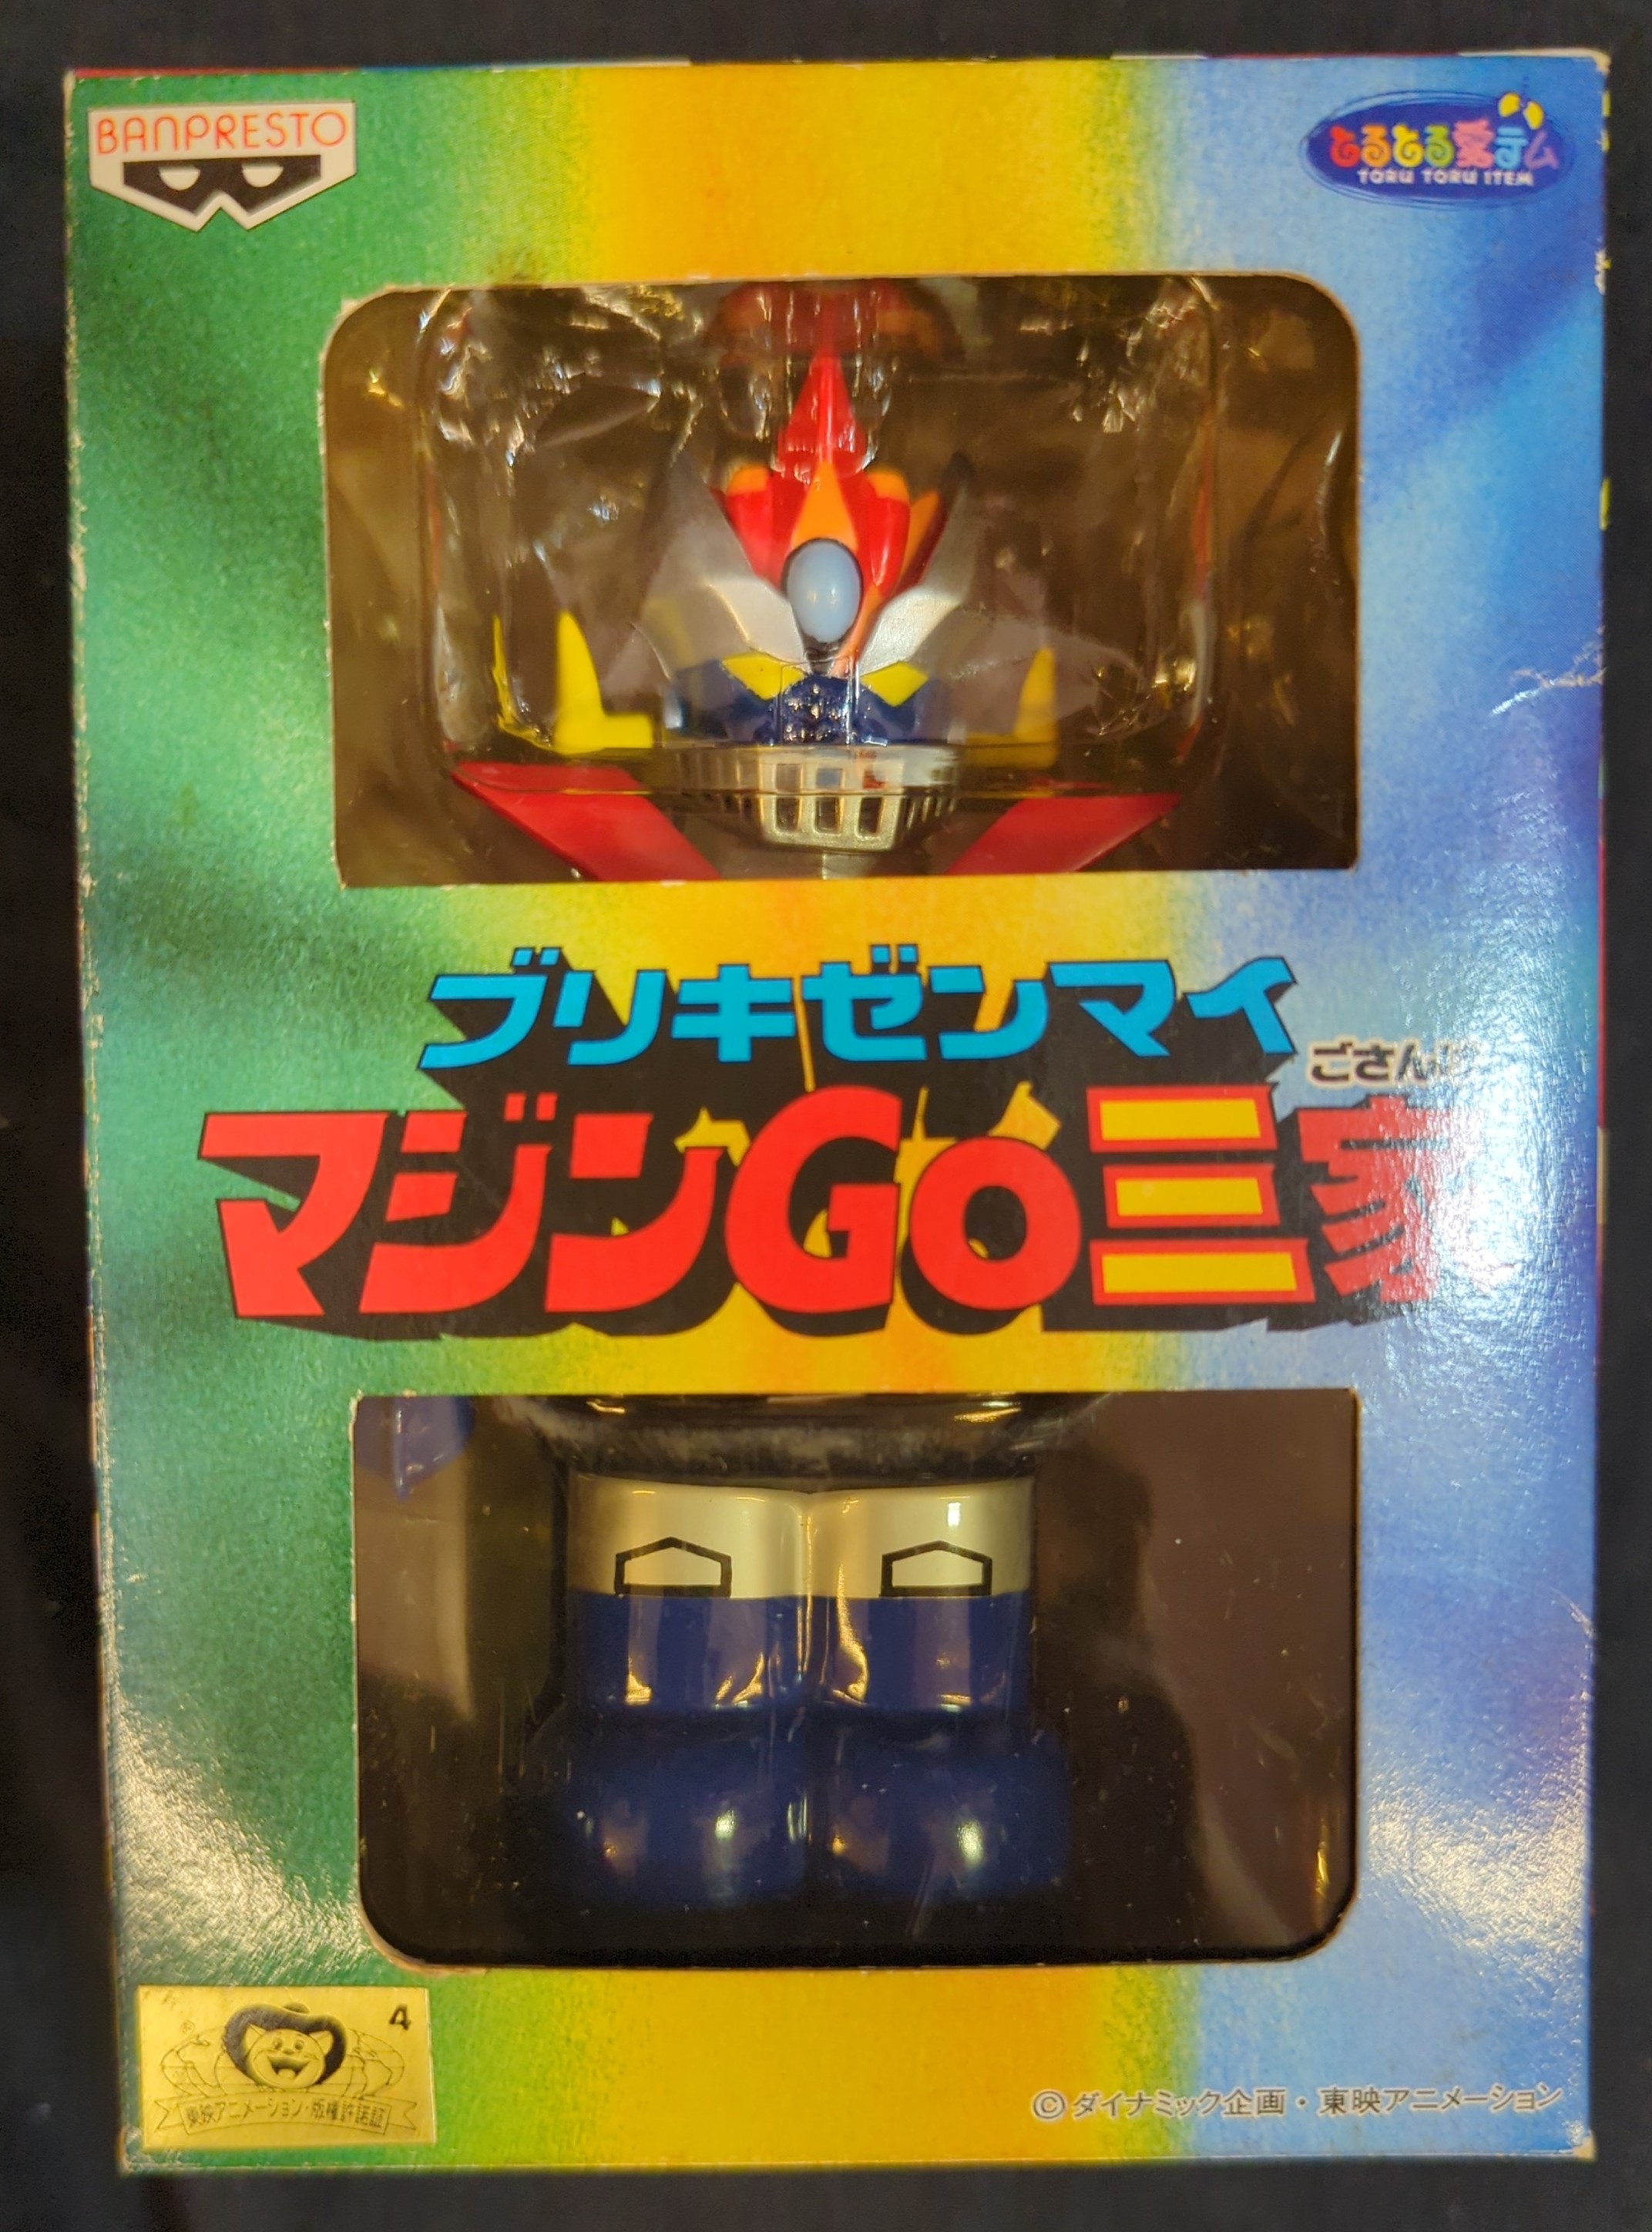 BANPRESTO
とるとる愛テム
TORU TORU ITEM
ブリキゼンマイ
ごさんけ
マジンGo三家
4
東映アニメーション・版権許諾証
©ダイナミック企画・東映アニメーション